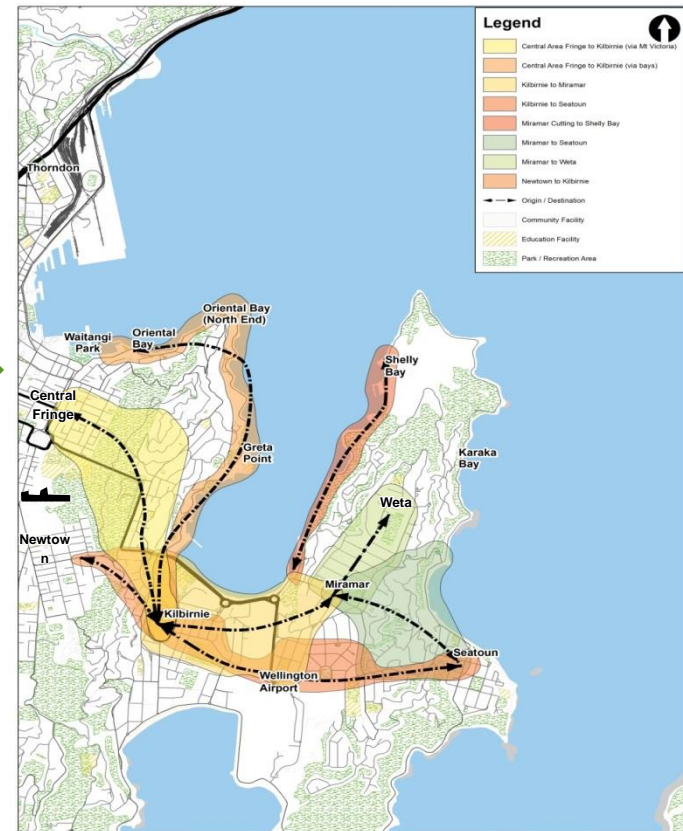 Legend
Central Area Fringe to Kilbirnie (via Mt Victoria)
Central Area Fringe to Kilbirnie (via bays)
Kilbirnie to Miramar
Kilbirnie to Seatoun
Miramar Cutting to Shelly Bay
Miramar to Seatoun
Miramar to Weta
Newtown to Kilbirnie
Origin / Destination
Community Facility
Education Facility
Park / Recreation Area
Thorndon
Oriental Bay
(North End)
Waitangi
Park
Oriental
Bay
Shelly
Bay
Central
Fringe
Greta
Point
Karaka
Bay
Weta
Newtow
n
Miramar
Kilbirnie
Seatoun
Wellington
Airport